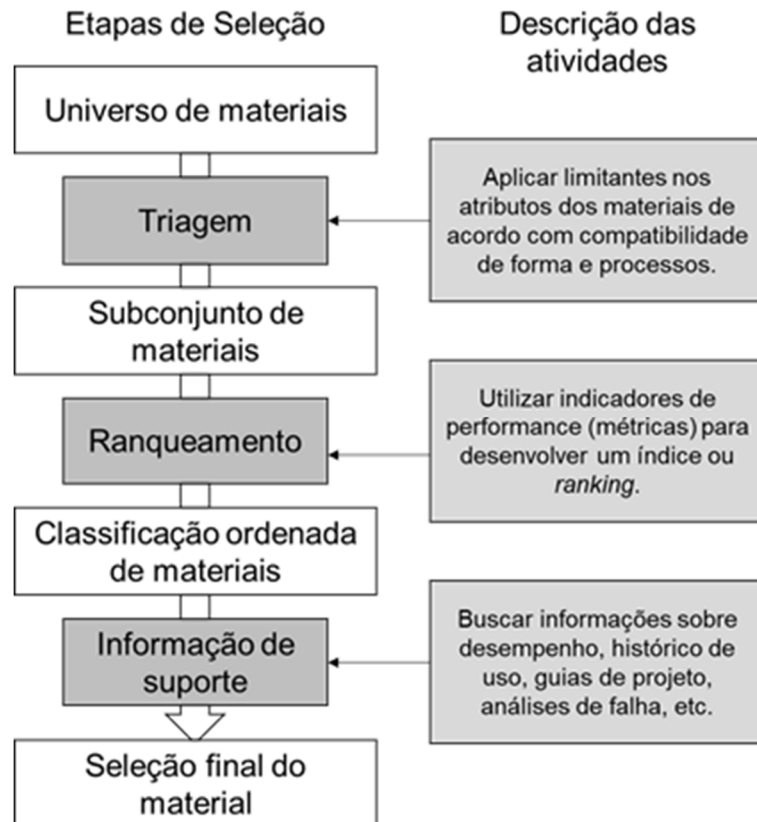 Etapas de Seleção
Descrição das
atividades
Universo de materiais
Triagem
Aplicar limitantes nos
atributos dos materiais de
acordo com compatibilidade
de forma e processos.
Subconjunto de
materiais
Ranqueamento
Utilizar indicadores de
performance (métricas) para
desenvolver um índice ou
ranking.
Classificação ordenada
de materiais
Informação de
suporte
Buscar informações sobre
desempenho, histórico de
uso, guias de projeto,
análises de falha, etc.
Seleção final do
material